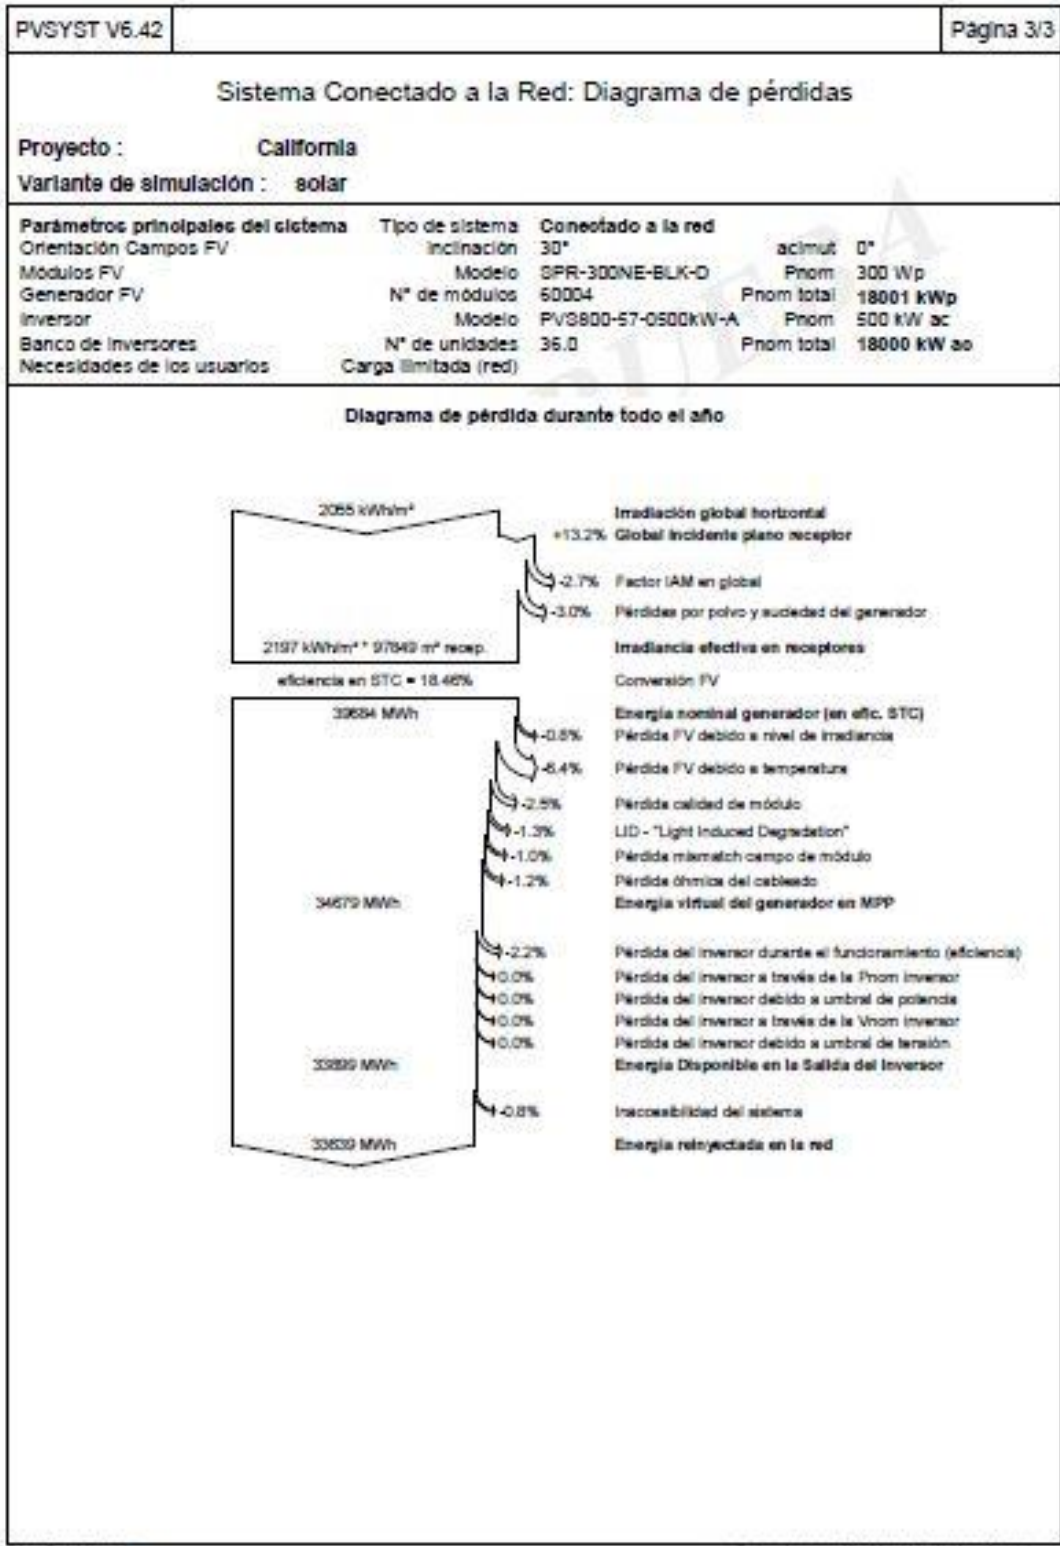 PVSYST V6.42 Página 3/3
Sistema Conectado a la Red: Diagrama de pérdidas
Proyecto : California
Variante de simulación : solar
Parámetros principales del sistema Tipo de sistema Conectado a la red
Orientación Campos FV inclinación 30° acimut 0°
Módulos FV Modelo SPR-300NE-BLK-D Pnom 300 Wp
Generador FV N° de módulos 60004 Pnom total 18001 kWp
Inversor Modelo PVS800-57-0500kW-A Pnom 500 kW ac
Banco de Inversores N° de unidades 36.0 Pnom total 18000 kW ac
Necesidades de los usuarios Carga ilimitada (red)
PRUEBA
Diagrama de pérdida durante todo el año
2055 kWh/m² Irradiación global horizontal
+13.2% Global incidente plano receptor
-2.7% Factor IAM en global
-3.0% Pérdidas por polvo y suciedad del generador
2197 kWh/m² * 97849 m² recep. Irradiancia efectiva en receptores
eficiencia en STC = 18.46% Conversión FV
39684 MWh Energía nominal generador (en efic. STC)
-0.8% Pérdida FV debido a nivel de irradiancia
-6.4% Pérdida FV debido a temperatura
-2.5% Pérdida calidad de módulo
-1.3% LID - "Light Induced Degradation"
-1.0% Pérdida mismatch campo de módulo
-1.2% Pérdida óhmica del cableado
34679 MWh Energía virtual del generador en MPP
-2.2% Pérdida del inversor durante el funcionamiento (eficiencia)
0.0% Pérdida del inversor a través de la Pnom inversor
0.0% Pérdida del inversor debido a umbral de potencia
0.0% Pérdida del inversor a través de la Vnom inversor
0.0% Pérdida del inversor debido a umbral de tensión
33899 MWh Energía Disponible en la Salida del Inversor
-0.8% Inaccesibilidad del sistema
33639 MWh Energía reinyectada en la red